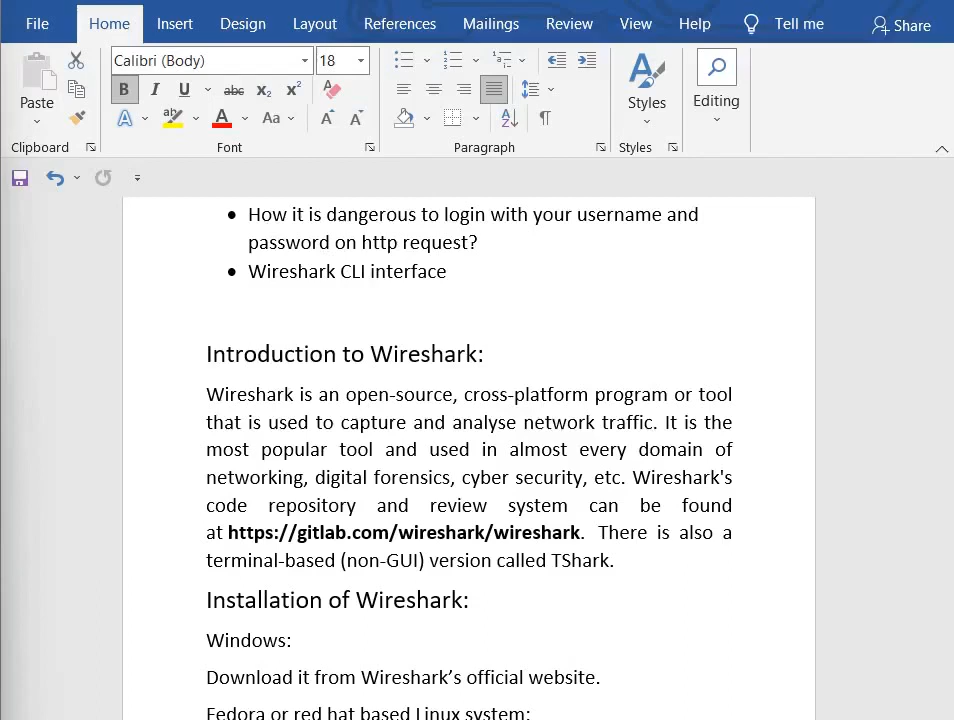 File Home Insert Design Layout References Mailings Review View Help Tell me Share
Calibri (Body) 18
Paste B I U abc x₂ x² Styles Editing
A A Aa A A A Z ¶
Clipboard Font Paragraph Styles
• How it is dangerous to login with your username and
password on http request?
• Wireshark CLI interface
Introduction to Wireshark:
Wireshark is an open-source, cross-platform program or tool
that is used to capture and analyse network traffic. It is the
most popular tool and used in almost every domain of
networking, digital forensics, cyber security, etc. Wireshark's
code repository and review system can be found
at https://gitlab.com/wireshark/wireshark. There is also a
terminal-based (non-GUI) version called TShark.
Installation of Wireshark:
Windows:
Download it from Wireshark’s official website.
Fedora or red hat based Linux system: